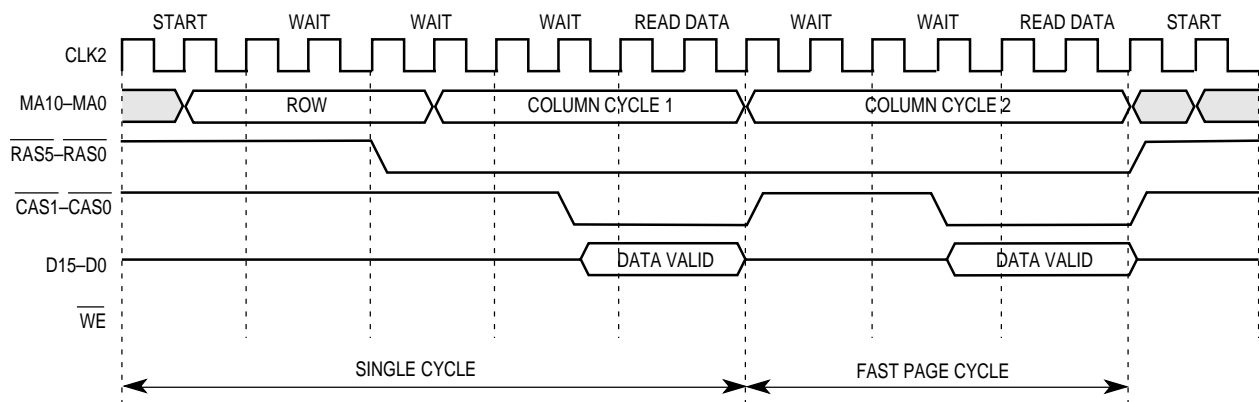 START WAIT WAIT WAIT READ DATA WAIT WAIT READ DATA START
CLK2
MA10–MA0 ROW COLUMN CYCLE 1 COLUMN CYCLE 2
RAS5–RAS0
CAS1–CAS0
D15–D0 DATA VALID DATA VALID
WE
SINGLE CYCLE FAST PAGE CYCLE